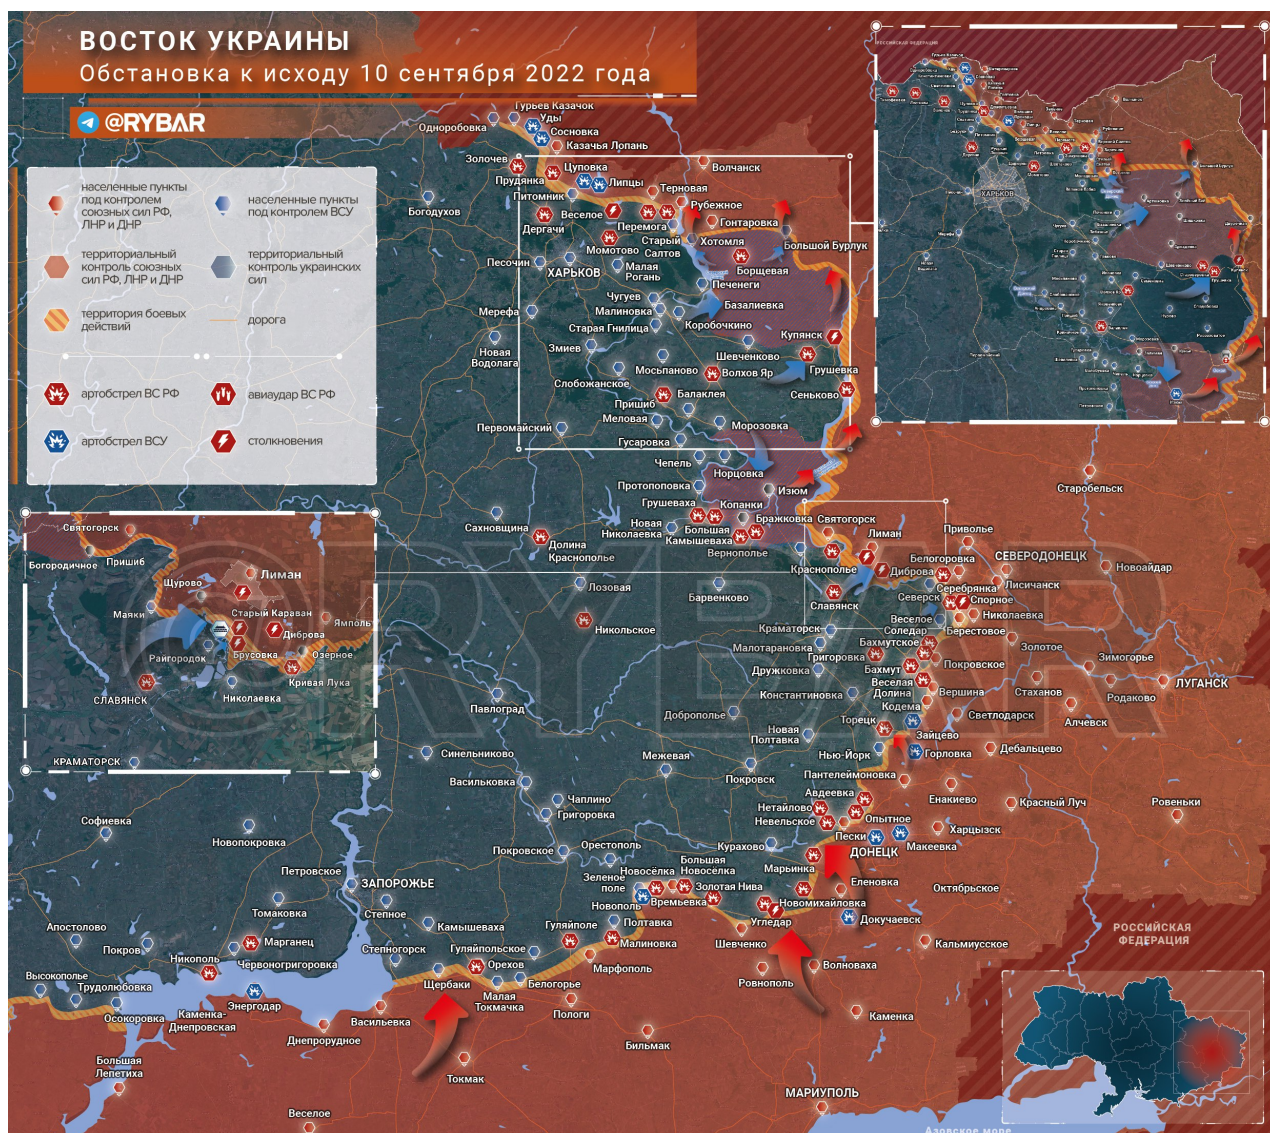 ВОСТОК УКРАИНЫ
Обстановка к исходу 10 сентября 2022 года
@RYBAR
населенные пункты
под контролем
союзных сил РФ,
ЛНР и ДНР
населенные пункты
под контролем ВСУ
территориальный
контроль союзных
сил РФ, ЛНР и ДНР
территориальный
контроль украинских
сил
территория боевых
действий
дорога
артобстрел ВС РФ
авиаудар ВС РФ
артобстрел ВСУ
столкновения
Гурьев Казачок
Уды
Одноробовка
Сосновка
Казачья Лопань
Золочев
Цуповка
Волчанск
Прудянка
Липцы
Терновая
Питомник
Рубежное
Богодухов
Веселое
Гонтаровка
Дергачи
Перемога
Старый
Салтов
Хотомля
Большой Бурлук
Момотово
Песочин
ХАРЬКОВ
Малая
Рогань
Борщевая
Печенеги
Чугуев
Базалиевка
Мерефа
Малиновка
Коробочкино
Старая Гнилица
Купянск
Змиев
Новая
Водолага
Шевченково
Мосьпаново
Волхов Яр
Грушевка
Слобожанское
Балаклея
Сеньково
Пришиб
Меловая
Морозовка
Первомайский
Гусаровка
Чепель
Норцовка
Протопоповка
Изюм
Грушеваха
Копанки
Бражковка
Святогорск
Сахновщина
Новая
Николаевка
Большая
Камышеваха
Лиман
Приволье
Старобельск
Долина
Краснополье
Вернополье
Белогоровка
СЕВЕРОДОНЕЦК
Краснополье
Диброва
Новоайдар
Лозовая
Барвенково
Серебрянка
Лисичанск
Славянск
Северск
Спорное
Николаевка
Никольское
Краматорск
Веселое
Соледар
Берестовое
Малотарановка
Бахмутское
Золотое
Григоровка
Покровское
Зимогорье
Дружковка
Бахмут
Веселая
Долина
Вершина
Стаханов
Родаково
ЛУГАНСК
Константиновка
Кодема
Павлоград
Доброполье
Торецк
Светлодарск
Алчевск
Новая
Полтавка
Зайцево
Синельниково
Межевая
Нью-Йорк
Горловка
Дебальцево
Васильковка
Покровск
Пантелеймоновка
Чаплино
Авдеевка
Енакиево
Красный Луч
Ровеньки
Григоровка
Нетайлово
Опытное
Софиевка
Невельское
Харцызск
Новопокровка
Пески
Макеевка
Покровское
Орестополь
Курахово
ДОНЕЦК
Петровское
Зеленое
поле
Новосёлка
Большая
Новосёлка
Марьинка
Еленовка
ЗАПОРОЖЬЕ
Золотая Нива
Октябрьское
Томаковка
Степное
Новополь
Времьевка
Новомихайловка
Апостолово
Камышеваха
Гуляйполе
Полтавка
Угледар
Докучаевск
Покров
Марганец
Степногорск
Гуляйпольское
Малиновка
Шевченко
Кальмиусское
Никополь
Червоногригоровка
Орехов
Марфополь
Волноваха
Высокополье
Трудолюбовка
Энергодар
Щербаки
Белогорье
Ровнополь
Малая
Токмачка
Осокоровка
Каменка-
Днепровская
Васильевка
Пологи
Каменка
Днепрорудное
Бильмак
Большая
Лепетиха
Токмак
МАРИУПОЛЬ
Веселое
Азовское море
РОССИЙСКАЯ
ФЕДЕРАЦИЯ
Святогорск
Богородичное
Пришиб
Щурово
Лиман
Маяки
Старый Караван
Ямполь
Диброва
Райгородок
Брусовка
Озерное
Кривая Лука
СЛАВЯНСК
Николаевка
КРАМАТОРСК
РОССИЙСКАЯ ФЕДЕРАЦИЯ
ХАРЬКОВ
@RYBAR